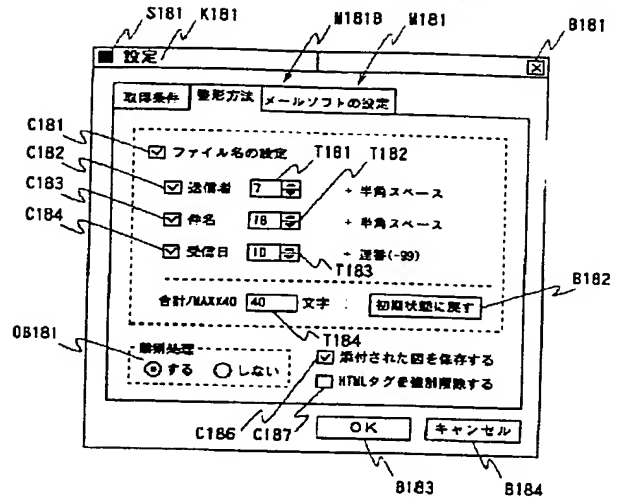 S181 K181 M181B M181 B181
設定
取得条件 整形方法 メールソフトの設定
C181 ファイル名の設定 T181 T182
C182 送信者 7 + 半角スペース
C183 件名 18 + 半角スペース
C184 受信日 10 + 連番(-99)
T183
B182
合計/MAXX40 40 文字 : 初期状態に戻す
T184
OB181
処理
する しない
添付された図を保存する
HTMLタグを 解除する
C186 C187
OK キャンセル
B183 B184